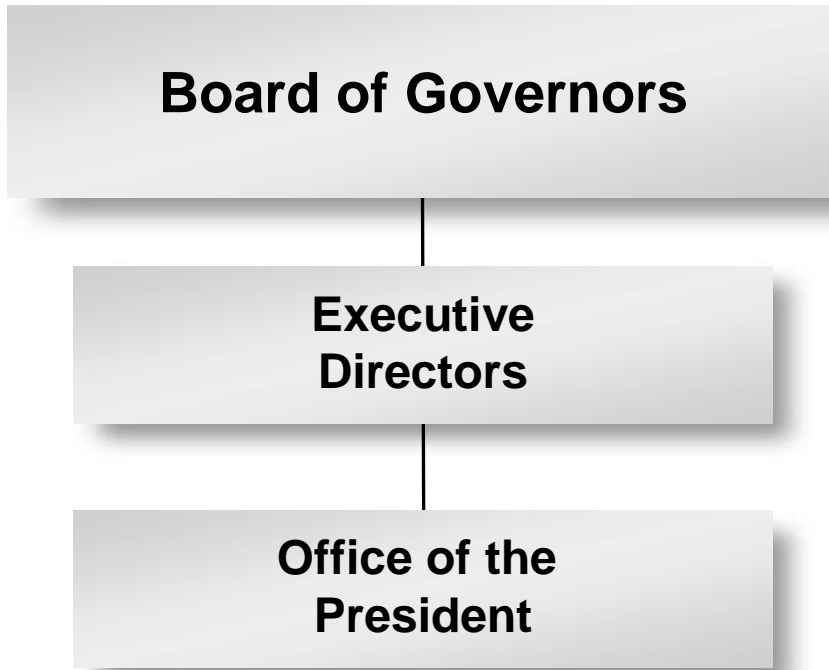 Board of Governors
Executive
Directors
Office of the
President